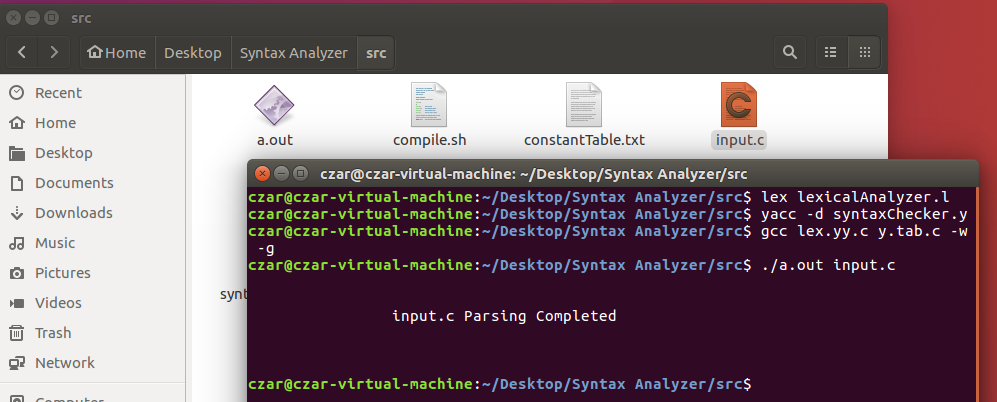 src
Home Desktop Syntax Analyzer src
Recent
Home
Desktop
Documents
Downloads
Music
Pictures
Videos
Trash
Network
Computer
a.out compile.sh constantTable.txt input.c
synt
czar@czar-virtual-machine: ~/Desktop/Syntax Analyzer/src
czar@czar-virtual-machine:~/Desktop/Syntax Analyzer/src$ lex lexicalAnalyzer.l
czar@czar-virtual-machine:~/Desktop/Syntax Analyzer/src$ yacc -d syntaxChecker.y
czar@czar-virtual-machine:~/Desktop/Syntax Analyzer/src$ gcc lex.yy.c y.tab.c -w
-g
czar@czar-virtual-machine:~/Desktop/Syntax Analyzer/src$ ./a.out input.c
input.c Parsing Completed
czar@czar-virtual-machine:~/Desktop/Syntax Analyzer/src$